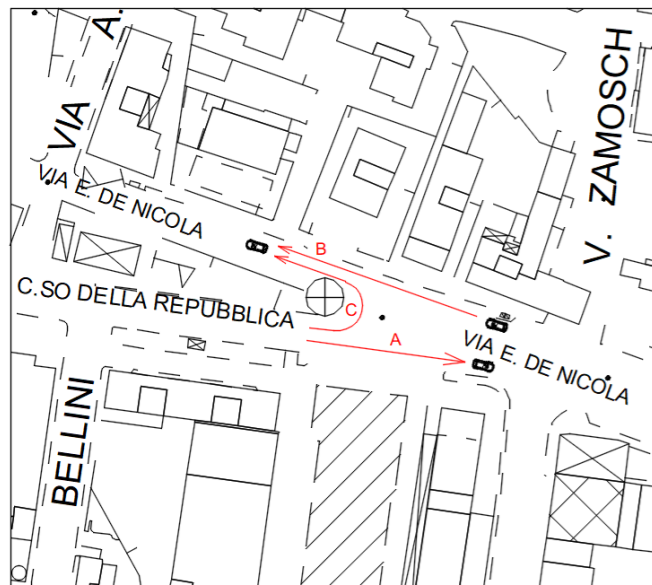 VIA A.
V. ZAMOSCH
VIA E. DE NICOLA
B
C.SO DELLA REPUBBLICA
C
A
VIA E. DE NICOLA
BELLINI